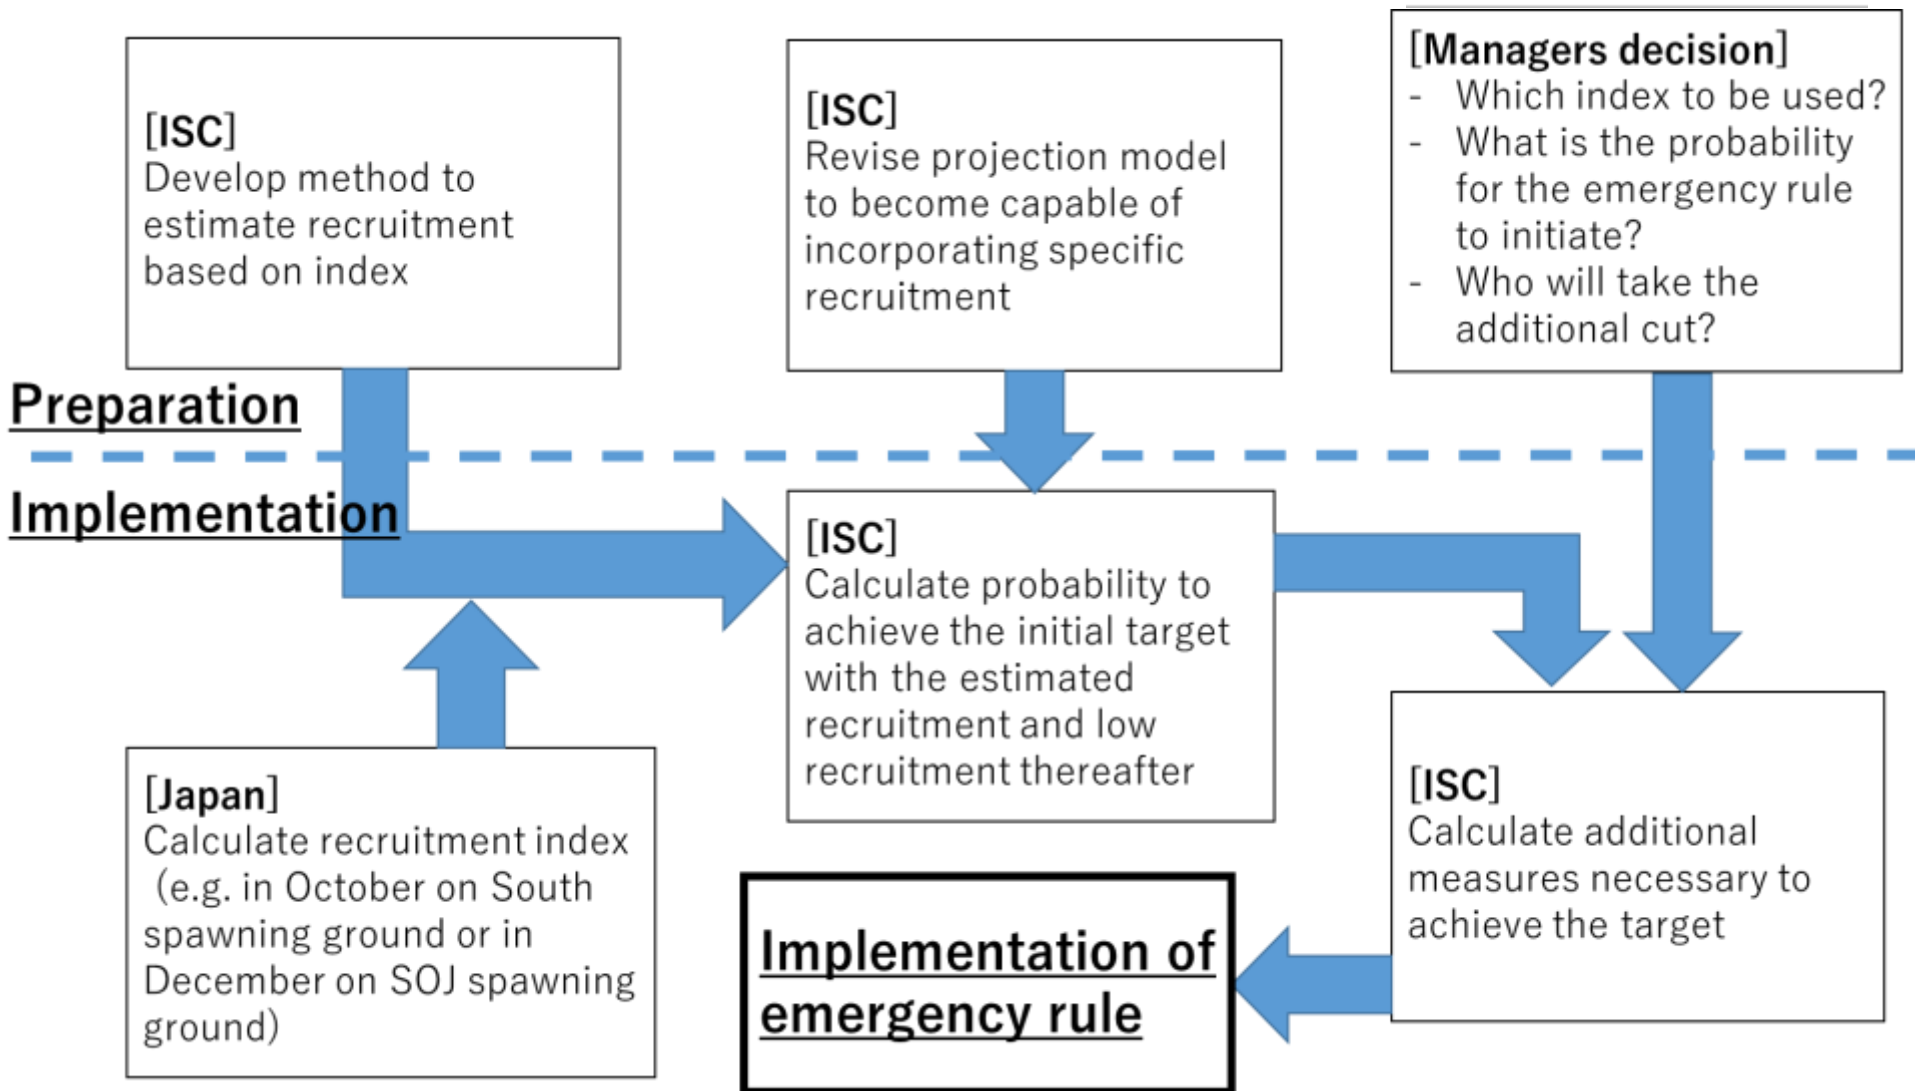 [ISC]
Develop method to
estimate recruitment
based on index
[ISC]
Revise projection model
to become capable of
incorporating specific
recruitment
[Managers decision]
- Which index to be used?
- What is the probability
for the emergency rule
to initiate?
- Who will take the
additional cut?
Preparation
Implementation
[ISC]
Calculate probability to
achieve the initial target
with the estimated
recruitment and low
recruitment thereafter
[Japan]
Calculate recruitment index
(e.g. in October on South
spawning ground or in
December on SOJ spawning
ground)
[ISC]
Calculate additional
measures necessary to
achieve the target
Implementation of
emergency rule